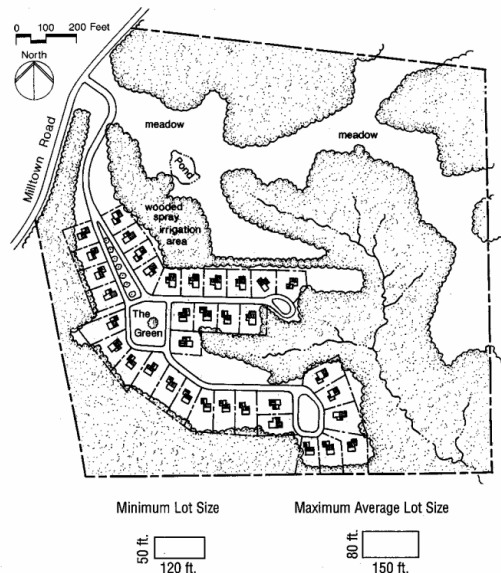 0 100 200 Feet
North
Milltown Road
meadow
meadow
Pond
wooded
spray
irrigation
area
The
Green
Minimum Lot Size
Maximum Average Lot Size
50 ft.
120 ft.
80 ft.
150 ft.